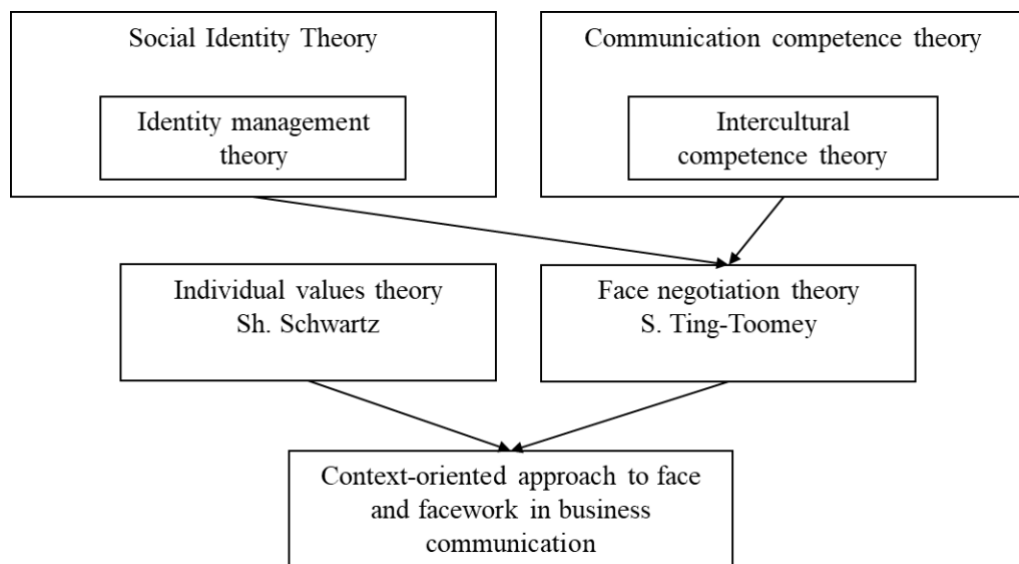 Social Identity Theory
Identity management
theory
Communication competence theory
Intercultural
competence theory
Individual values theory
Sh. Schwartz
Face negotiation theory
S. Ting-Toomey
Context-oriented approach to face
and facework in business
communication